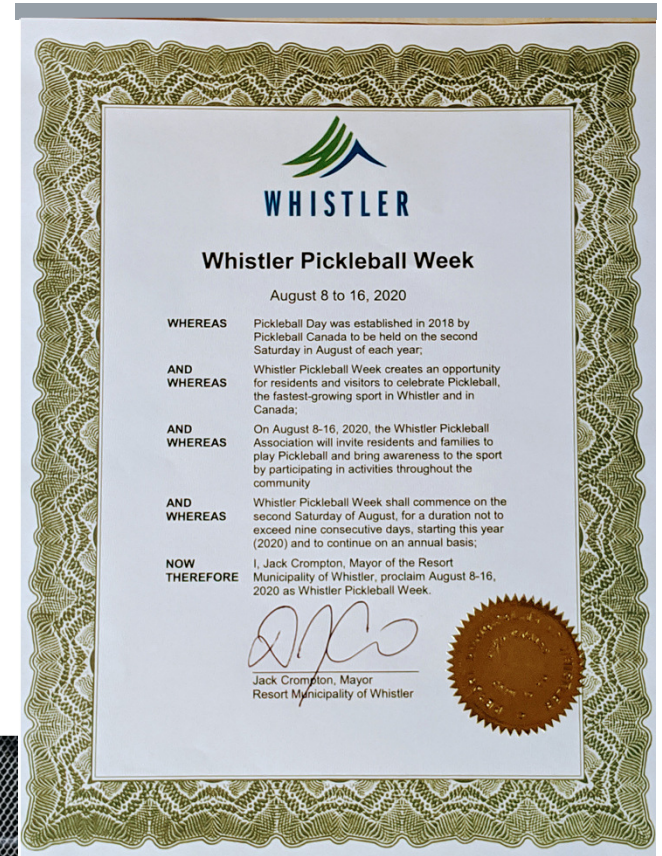 WHISTLER
Whistler Pickleball Week
August 8 to 16, 2020
WHEREAS Pickleball Day was established in 2018 by
Pickleball Canada to be held on the second
Saturday in August of each year;
AND Whistler Pickleball Week creates an opportunity
WHEREAS for residents and visitors to celebrate Pickleball,
the fastest-growing sport in Whistler and in
Canada;
AND On August 8-16, 2020, the Whistler Pickleball
WHEREAS Association will invite residents and families to
play Pickleball and bring awareness to the sport
by participating in activities throughout the
community
AND Whistler Pickleball Week shall commence on the
WHEREAS second Saturday of August, for a duration not to
exceed nine consecutive days, starting this year
(2020) and to continue on an annual basis;
NOW I, Jack Crompton, Mayor of the Resort
THEREFORE Municipality of Whistler, proclaim August 8-16,
2020 as Whistler Pickleball Week.
Jack Crompton, Mayor
Resort Municipality of Whistler